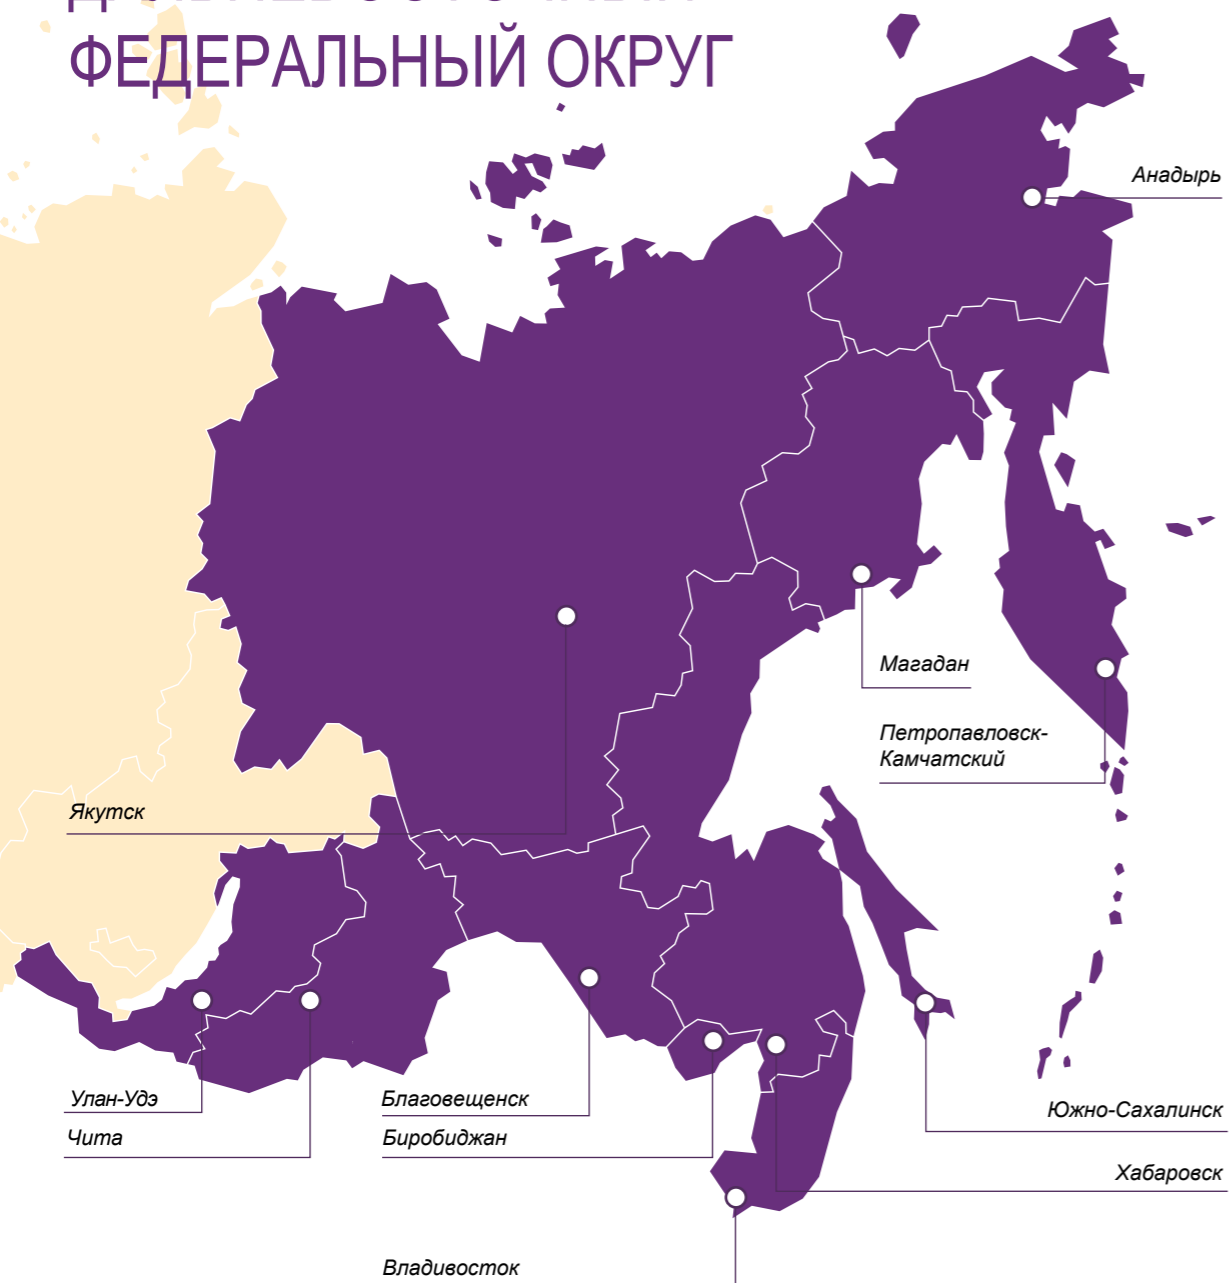 ФЕДЕРАЛЬНЫЙ ОКРУГ
Анадырь
Магадан
Петропавловск-
Камчатский
Якутск
Улан-Удэ
Чита
Благовещенск
Биробиджан
Южно-Сахалинск
Хабаровск
Владивосток